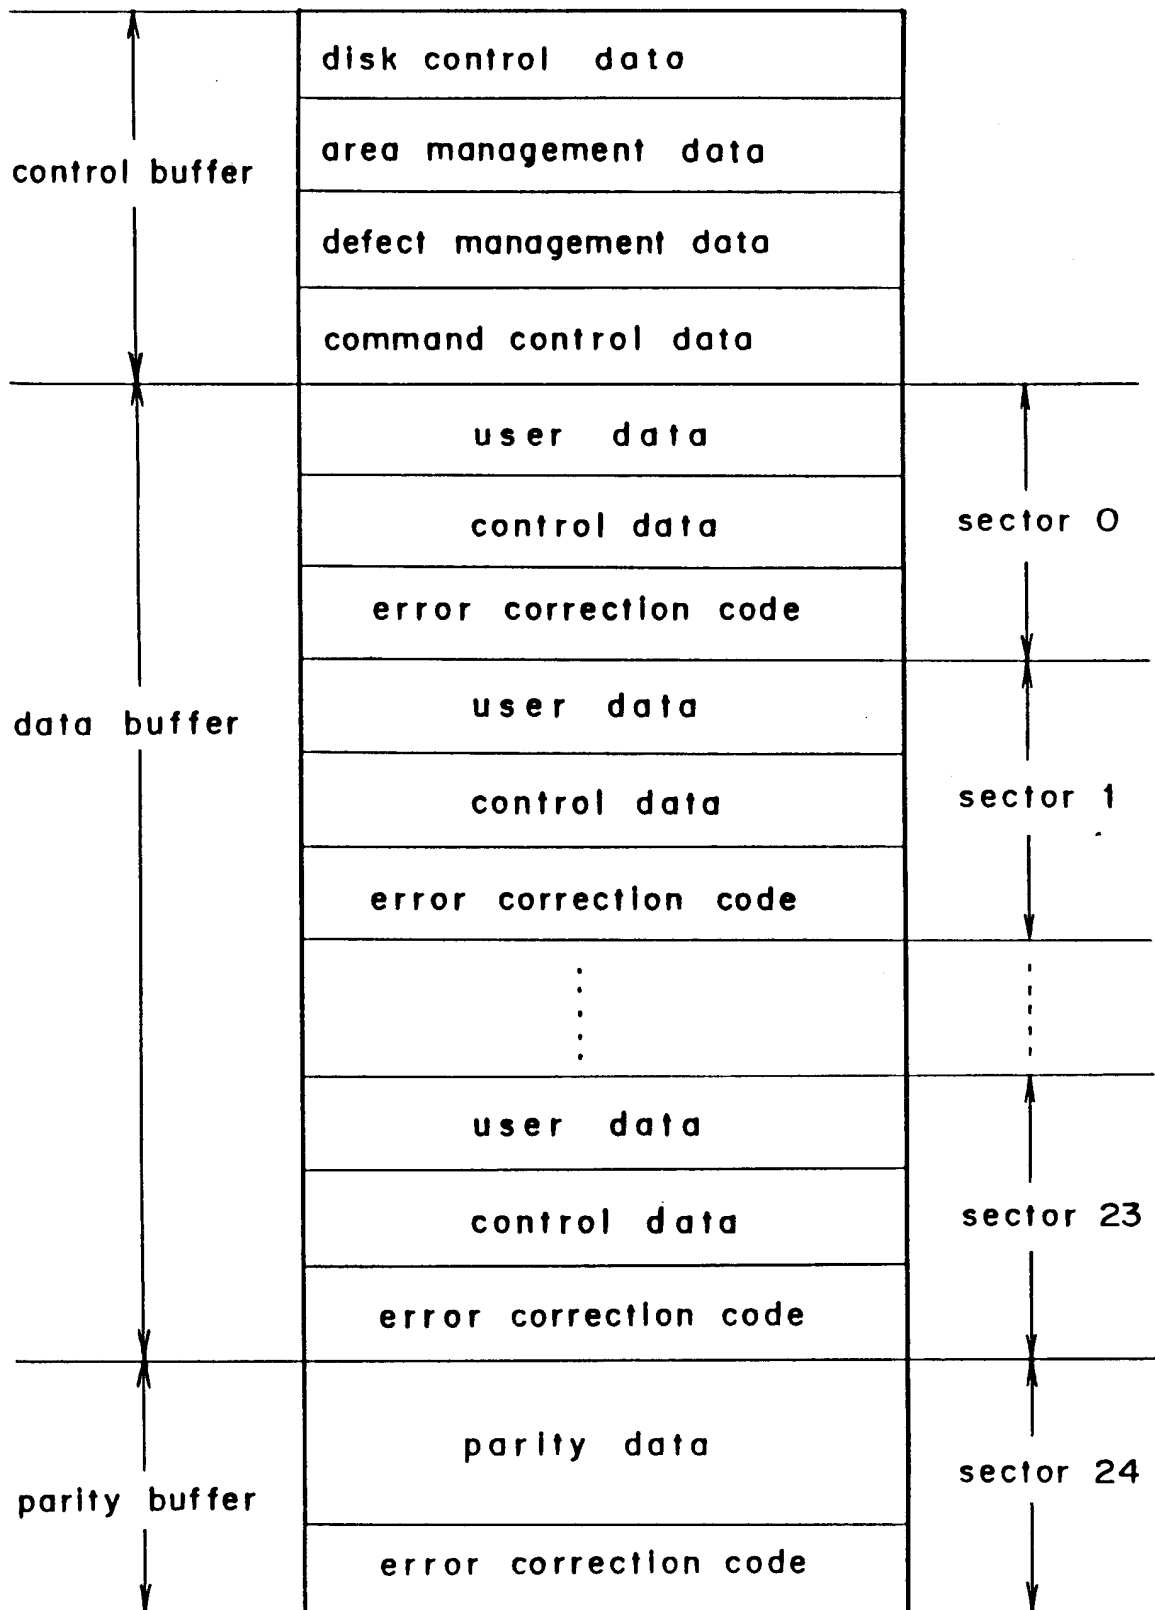 disk control data
area management data
control buffer
defect management data
command control data
user data
control data
sector 0
error correction code
user data
data buffer
control data
sector 1
error correction code
user data
control data
sector 23
error correction code
parity data
sector 24
parity buffer
error correction code